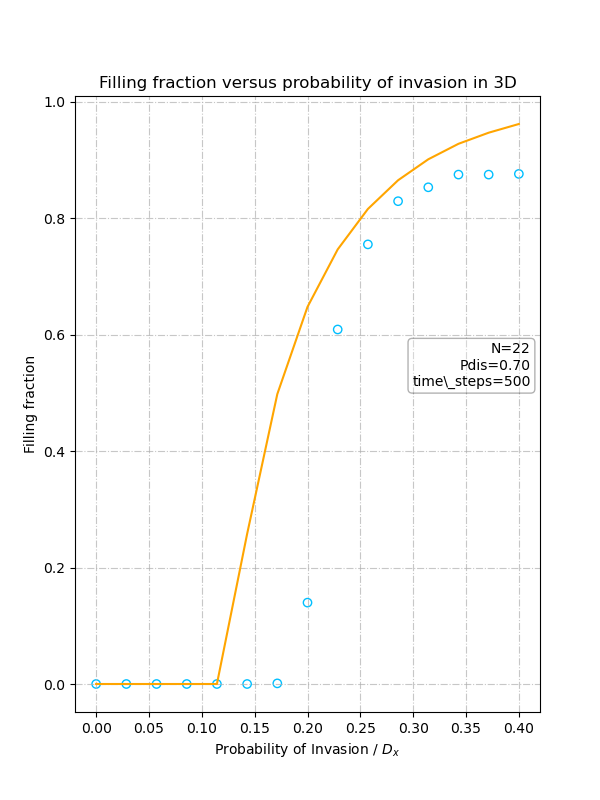 Filling fraction versus probability of invasion in 3D
1.0
0.8
0.6
0.4
0.2
0.0
Filling fraction
N=22
Pdis=0.70
time\_steps=500
0.00 0.05 0.10 0.15 0.20 0.25 0.30 0.35 0.40
Probability of Invasion / Dₓ